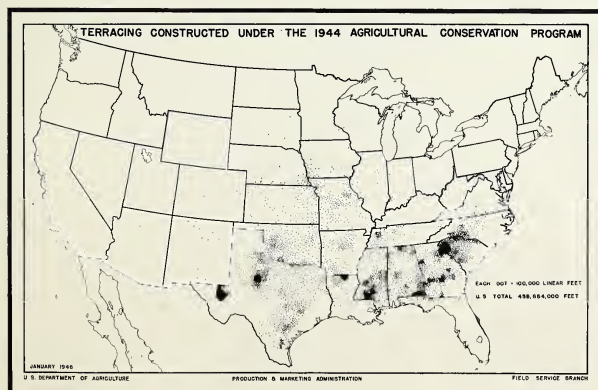 TERRACING CONSTRUCTED UNDER THE 1944 AGRICULTURAL CONSERVATION PROGRAM
EACH DOT - 100,000 LINEAR FEET
U.S TOTAL 458,664,000 FEET
JANUARY 1946
U. S. DEPARTMENT OF AGRICULTURE PRODUCTION & MARKETING ADMINISTRATION FIELD SERVICE BRANCH